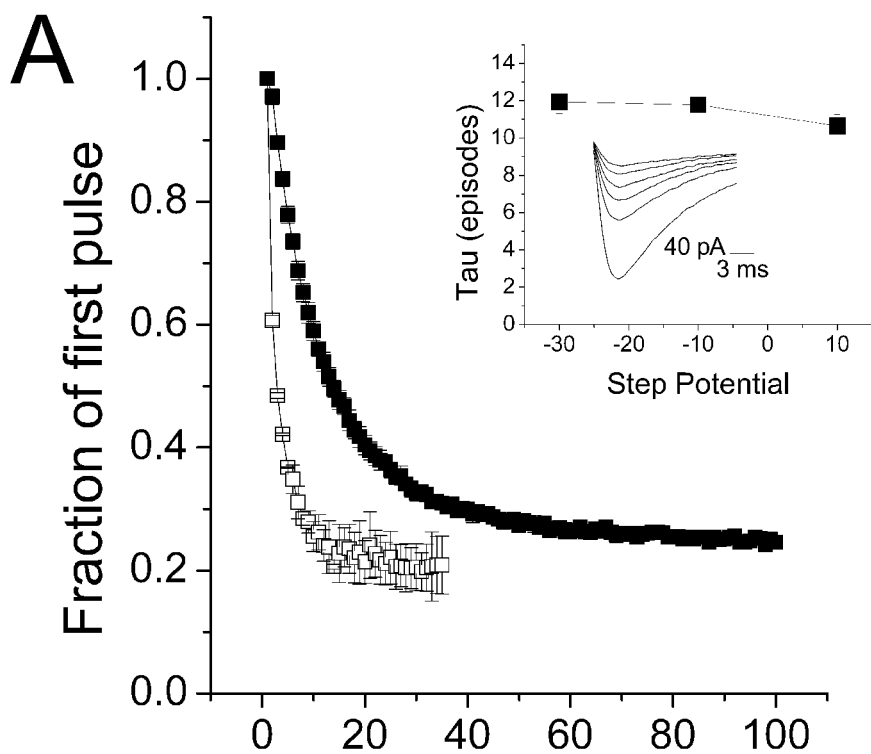 A
Fraction of first pulse
1.0
0.8
0.6
0.4
0.2
0.0
0 20 40 60 80 100
Tau (episodes)
14
12
10
8
6
4
2
0
-30 -20 -10 0 10
Step Potential
40 pA
3 ms